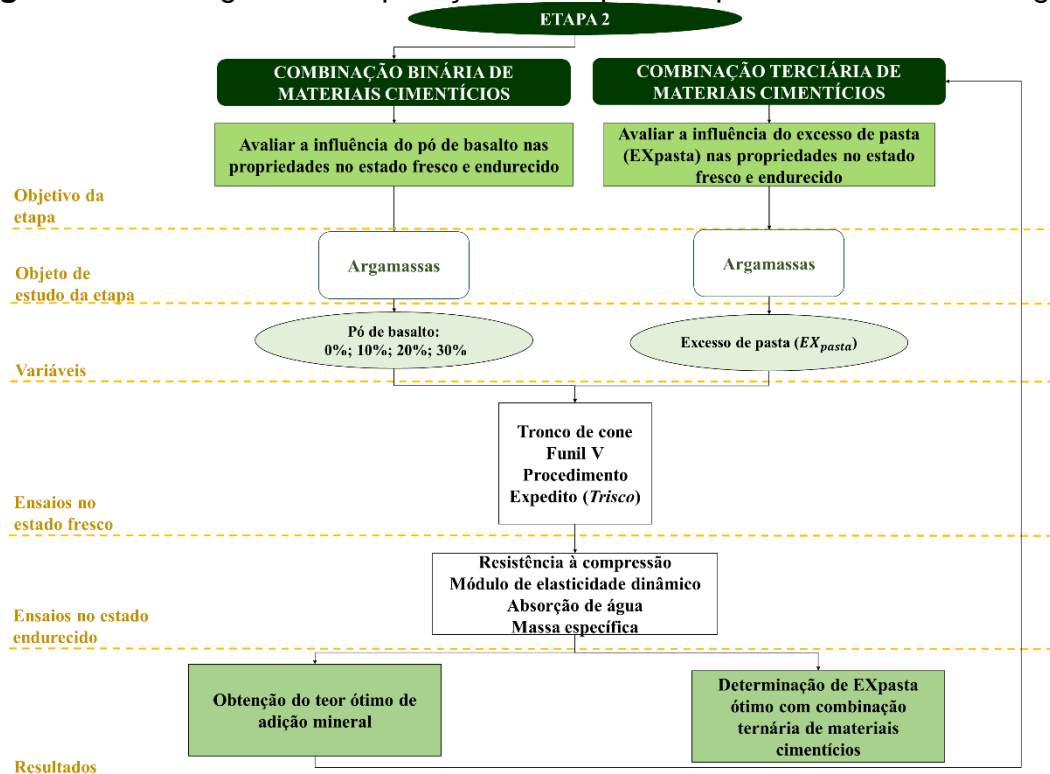 ETAPA 2
COMBINAÇÃO BINÁRIA DE
MATERIAIS CIMENTÍCIOS
COMBINAÇÃO TERCIÁRIA DE
MATERIAIS CIMENTÍCIOS
Avaliar a influência do pó de basalto nas
propriedades no estado fresco e endurecido
Avaliar a influência do excesso de pasta
(EXpasta) nas propriedades no estado
fresco e endurecido
Objetivo da
etapa
Argamassas
Argamassas
Objeto de
estudo da etapa
Pó de basalto:
0%; 10%; 20%; 30%
Excesso de pasta (EXpasta)
Variáveis
Tronco de cone
Funil V
Procedimento
Expedito (Trisco)
Ensaios no
estado fresco
Resistência à compressão
Módulo de elasticidade dinâmico
Absorção de água
Massa específica
Ensaios no estado
endurecido
Obtenção do teor ótimo de
adição mineral
Determinação de EXpasta
ótimo com combinação
ternária de materiais
cimentícios
Resultados